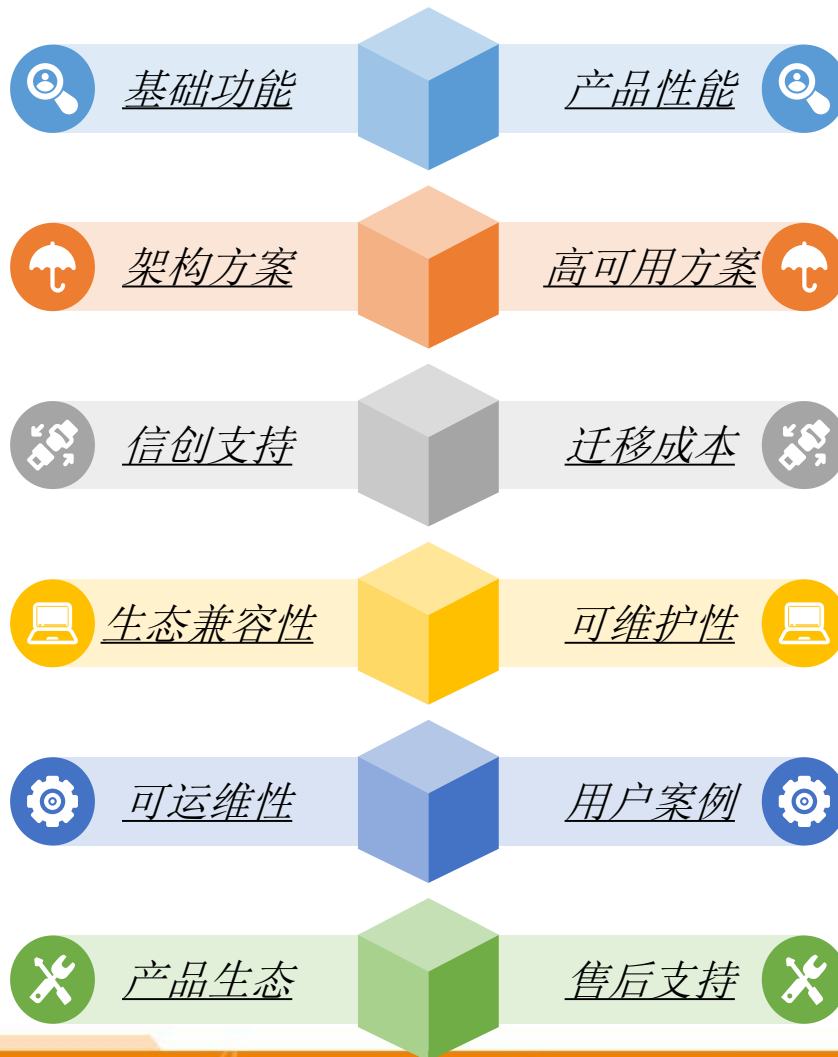 基础功能
产品性能
架构方案
高可用方案
信创支持
迁移成本
生态兼容性
可维护性
可运维性
用户案例
产品生态
售后支持